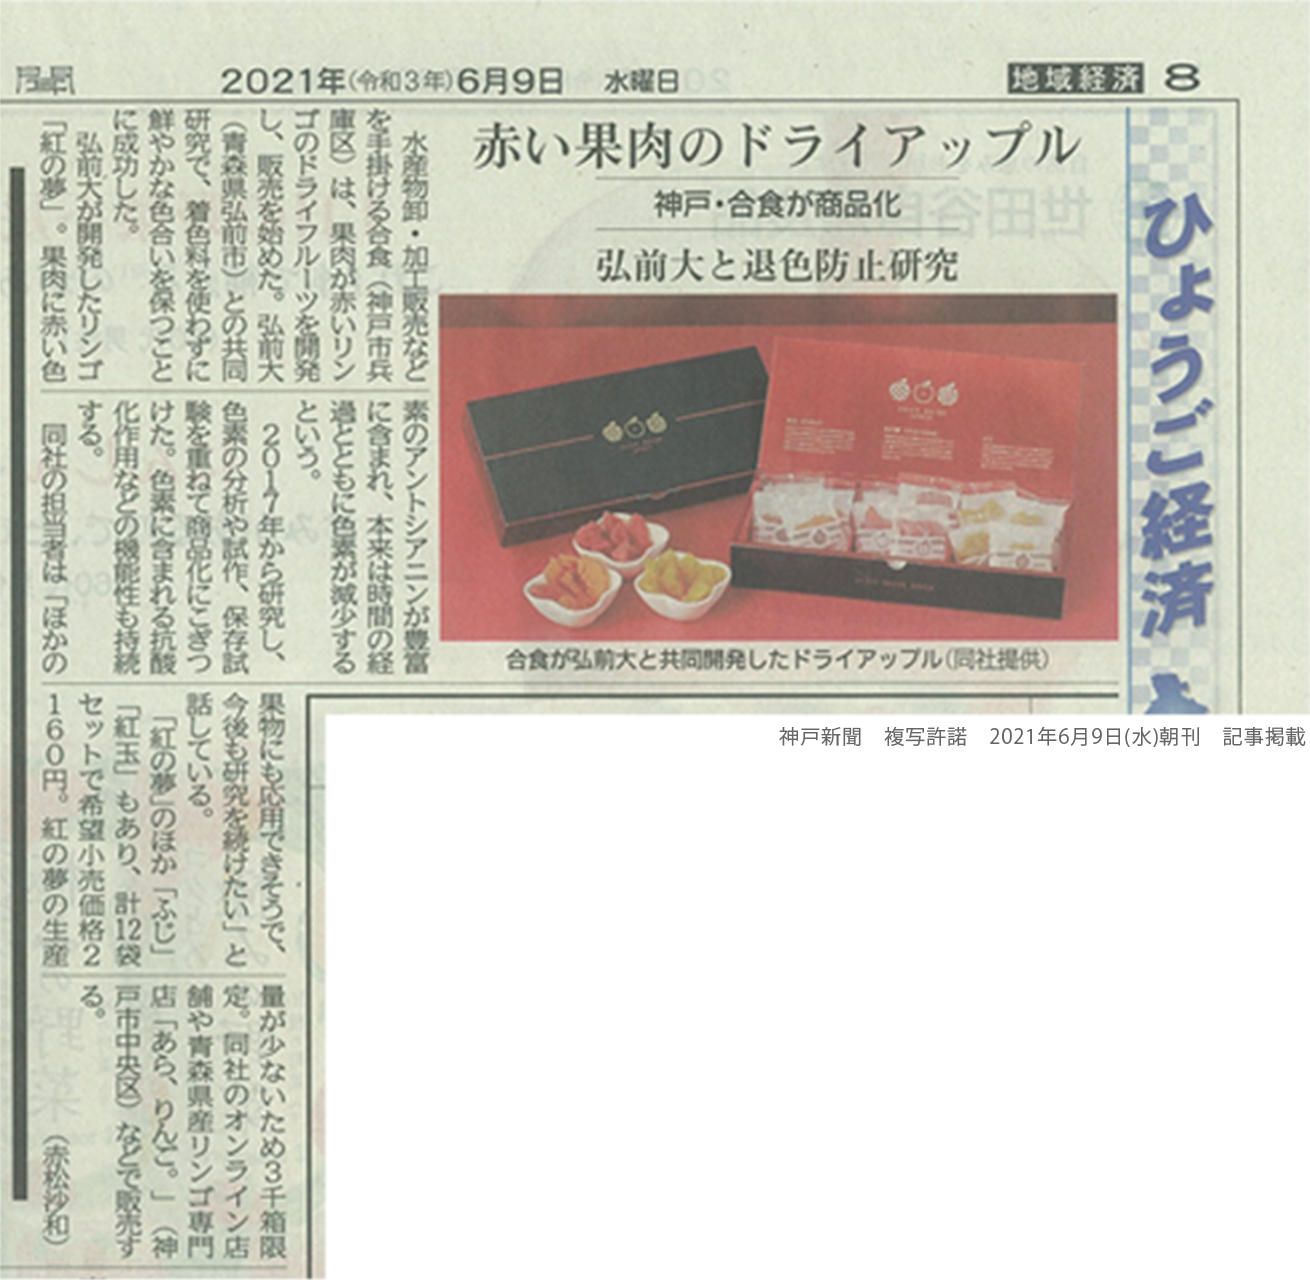 2021年(令和3年)6月9日　水曜日
地域経済 8
ひょうご経済
赤い果肉のドライアップル
神戸・合食が商品化
弘前大と退色防止研究
合食が弘前大と共同開発したドライアップル(同社提供)
水産物卸・加工販売など
を手掛ける合食（神戸市兵
庫区）は、果肉が赤いリン
ゴのドライフルーツを開発
し、販売を始めた。弘前大
（青森県弘前市）との共同
研究で、着色料を使わずに
鮮やかな色合いを保つこと
に成功した。
弘前大が開発したリンゴ
「紅の夢」。果肉に赤い色
素のアントシアニンが豊富
に含まれ、本来は時間の経
過とともに色素が減少する
という。
2017年から研究し、
色素の分析や試作、保存試
験を重ねて商品化にこぎつ
けた。色素に含まれる抗酸
化作用などの機能性も持続
する。
同社の担当者は「ほかの
果物にも応用できそうで、
今後も研究を続けたい」と
話している。
「紅の夢」のほか「ふじ」
「紅玉」もあり、計12袋
セットで希望小売価格2
160円。紅の夢の生産
量が少ないため3千箱限
定。同社のオンライン店
舗や青森県産リンゴ専門
店「あら、りんご。」（神
戸市中央区）などで販売す
る。
（赤松沙和）
神戸新聞　複写許諾　2021年6月9日(水)朝刊　記事掲載